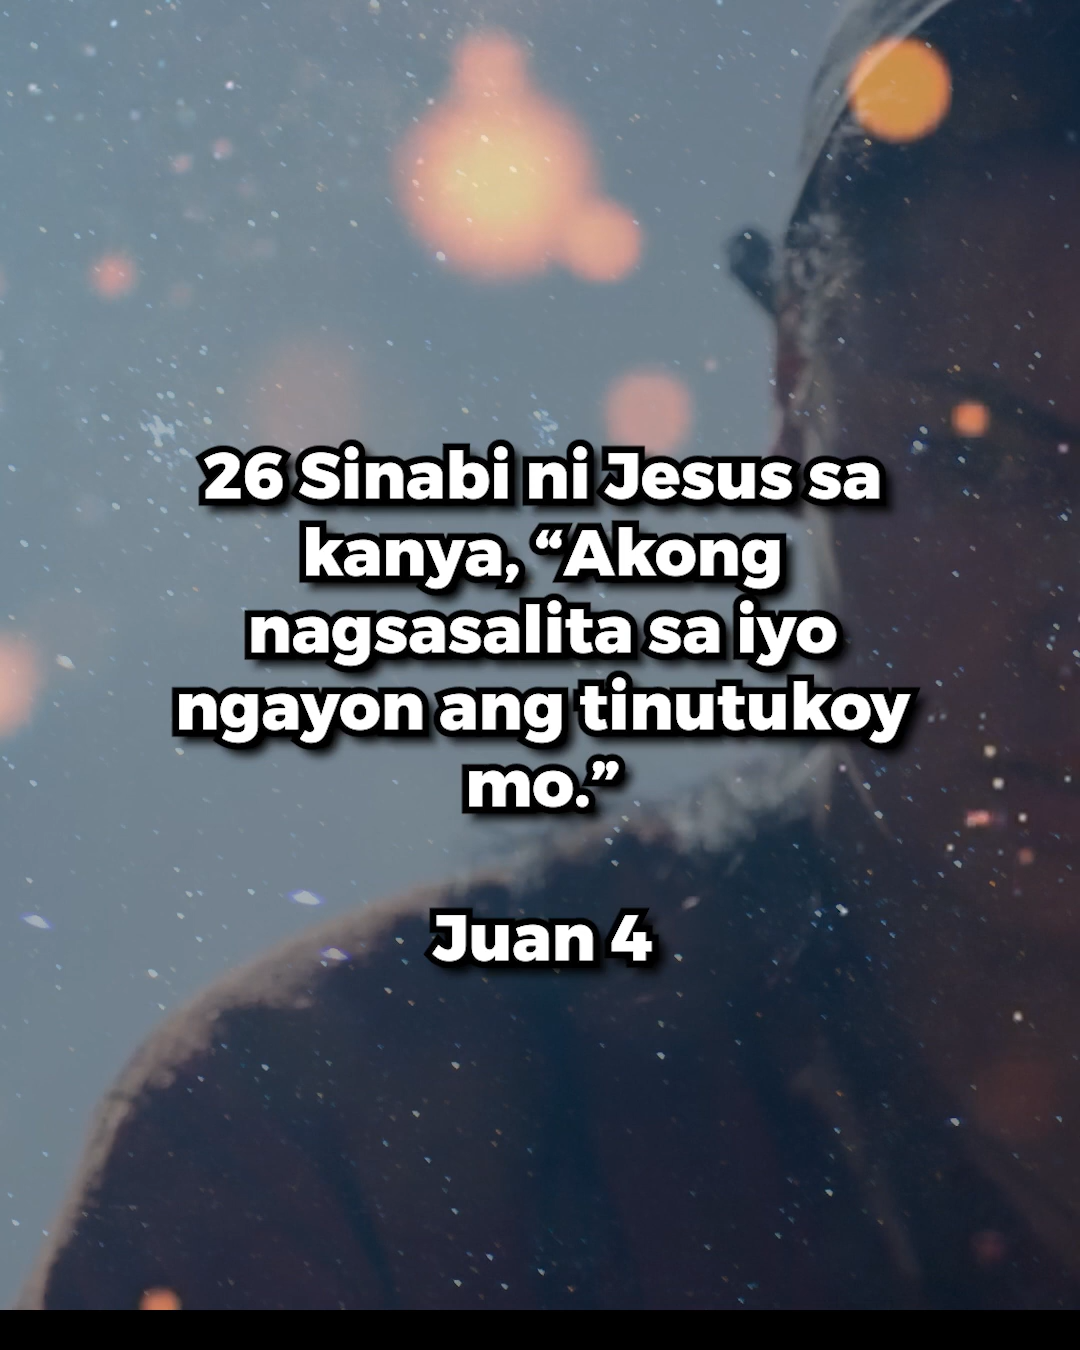 26 Sinabi ni Jesus sa
kanya, “Akong
nagsasalita sa iyo
ngayon ang tinutukoy
mo.”
Juan 4